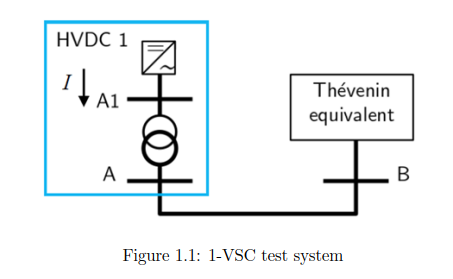 HVDC 1
I
A1
Thévenin
equivalent
A
B
Figure 1.1: 1-VSC test system